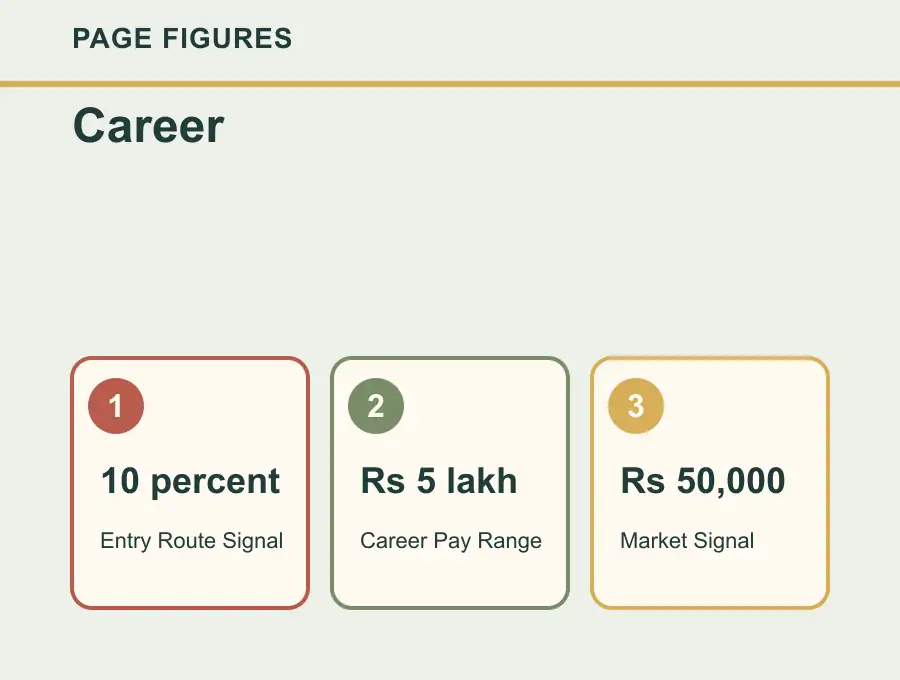 PAGE FIGURES
Career
1
10 percent
Entry Route Signal
2
Rs 5 lakh
Career Pay Range
3
Rs 50,000
Market Signal